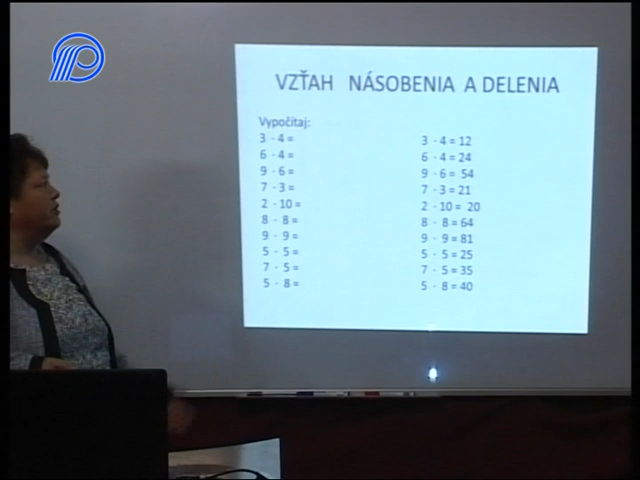 VZŤAH NÁSOBENIA A DELENIA
Vypočítaj:
3 · 4 =
6 · 4 =
9 · 6 =
7 · 3 =
2 · 10 =
8 · 8 =
9 · 9 =
5 · 5 =
7 · 5 =
5 · 8 =
3 · 4 = 12
6 · 4 = 24
9 · 6 = 54
7 · 3 = 21
2 · 10 = 20
8 · 8 = 64
9 · 9 = 81
5 · 5 = 25
7 · 5 = 35
5 · 8 = 40